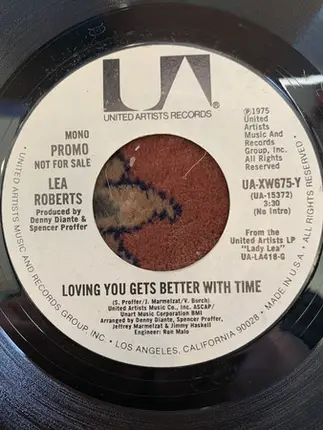 UA
UNITED ARTISTS RECORDS
MONO
PROMO
NOT FOR SALE
LEA
ROBERTS
Produced by
Denny Diante &
Spencer Proffer
℗1975
United
Artists
Music And
Records
Group, Inc.
All Rights
Reserved
UA-XW675-Y
(UA-15372)
3:30
(No Intro)
From the
United Artists LP
"Lady Lea"
UA-LA418-G
LOVING YOU GETS BETTER WITH TIME
(S. Proffer/J. Marmelzat/V. Borch)
United Artists Music Co., Inc. ASCAP/
Unart Music Corporation BMI
Arranged by Denny Diante, Spencer Proffer,
Jeffrey Marmelzat & Jimmy Haskell
Engineer: Ron Malo
· UNITED ARTISTS MUSIC AND RECORDS GROUP INC. · LOS ANGELES, CALIFORNIA 90028 · MADE IN U.S.A. · ALL RIGHTS RESERVED ·